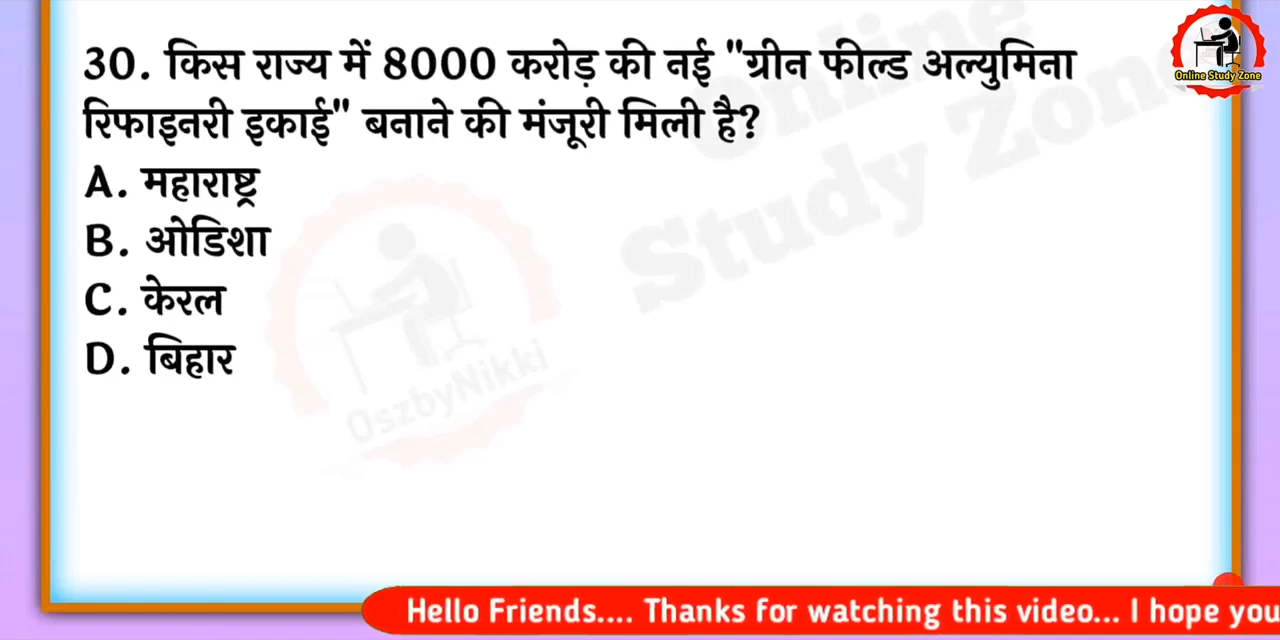 30. किस राज्य में 8000 करोड़ की नई "ग्रीन फील्ड अल्युमिना
रिफाइनरी इकाई" बनाने की मंजूरी मिली है?
A. महाराष्ट्र
B. ओडिशा
C. केरल
D. बिहार
Online Study Zone
Online
Study Zone
OszbyNikki
Hello Friends.... Thanks for watching this video... I hope you